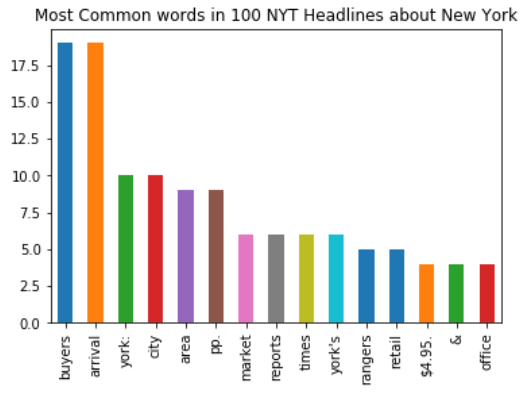 Most Common words in 100 NYT Headlines about New York
17.5
15.0
12.5
10.0
7.5
5.0
2.5
0.0
buyers
arrival
york:
city
area
pp.
market
reports
times
york's
rangers
retail
$4.95.
&
office